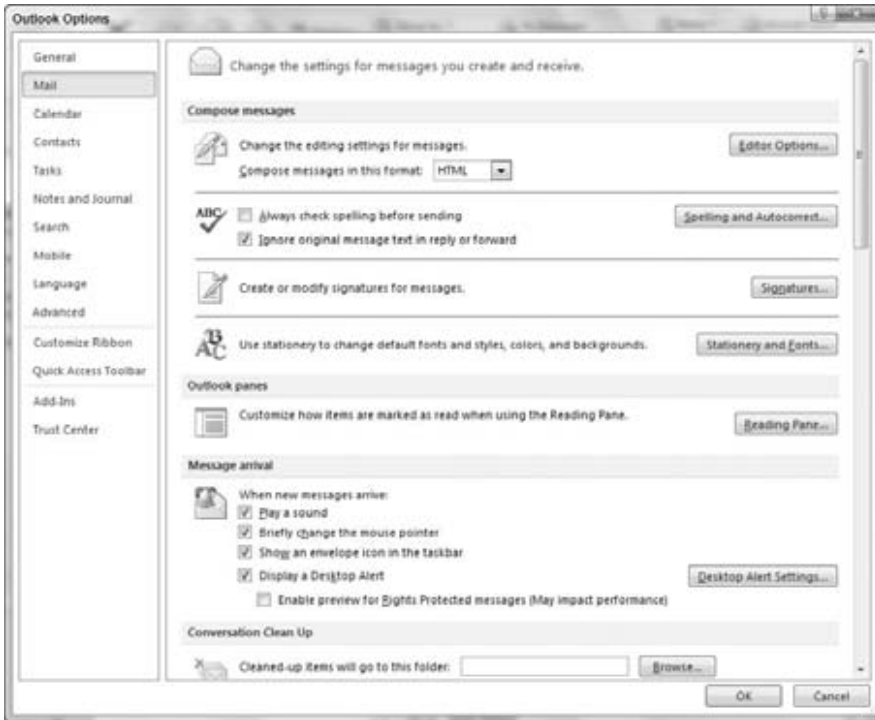 Outlook Options
General
Mail
Calendar
Contacts
Tasks
Notes and Journal
Search
Mobile
Language
Advanced
Customize Ribbon
Quick Access Toolbar
Add-Ins
Trust Center
Change the settings for messages you create and receive.
Compose messages
Change the editing settings for messages.
Editor Options...
Compose messages in this format: HTML
ABC
Always check spelling before sending
Spelling and Autocorrect...
Ignore original message text in reply or forward
Create or modify signatures for messages.
Signatures...
Use stationery to change default fonts and styles, colors, and backgrounds.
Stationery and Fonts...
Outlook panes
Customize how items are marked as read when using the Reading Pane.
Reading Pane...
Message arrival
When new messages arrive:
Play a sound
Briefly change the mouse pointer
Show an envelope icon in the taskbar
Display a Desktop Alert
Desktop Alert Settings...
Enable preview for Rights Protected messages (May impact performance)
Conversation Clean Up
Cleaned-up items will go to this folder:
Browse...
OK
Cancel